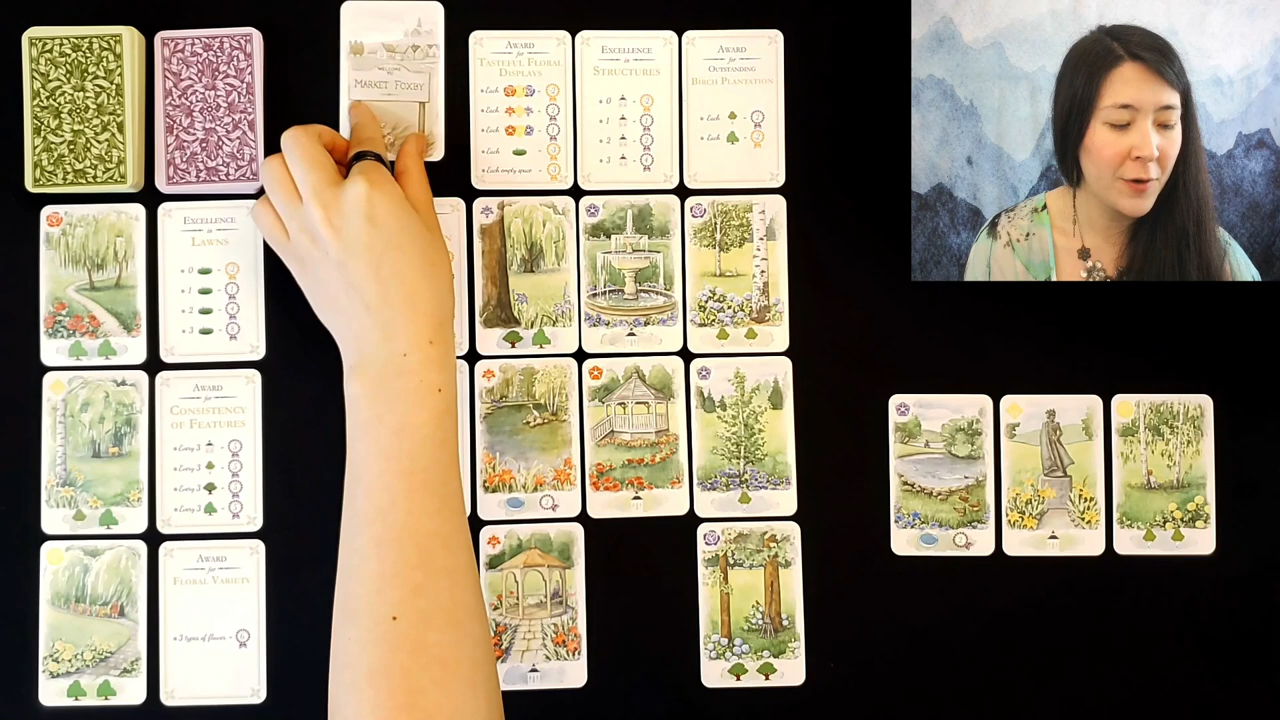 WELCOME
TO
MARKET FOXBY
AWARD
for
TASTEFUL FLORAL
DISPLAYS
Each
Each
Each
Each
Each empty space
EXCELLENCE
in
STRUCTURES
0
1
2
3
AWARD
for
OUTSTANDING
BIRCH PLANTATION
Each
Each
EXCELLENCE
in
LAWNS
0
1
2
3
AWARD
for
CONSISTENCY
OF FEATURES
Every 3
Every 3
Every 3
Every 3
AWARD
for
FLORAL VARIETY
3 types of flower = 6